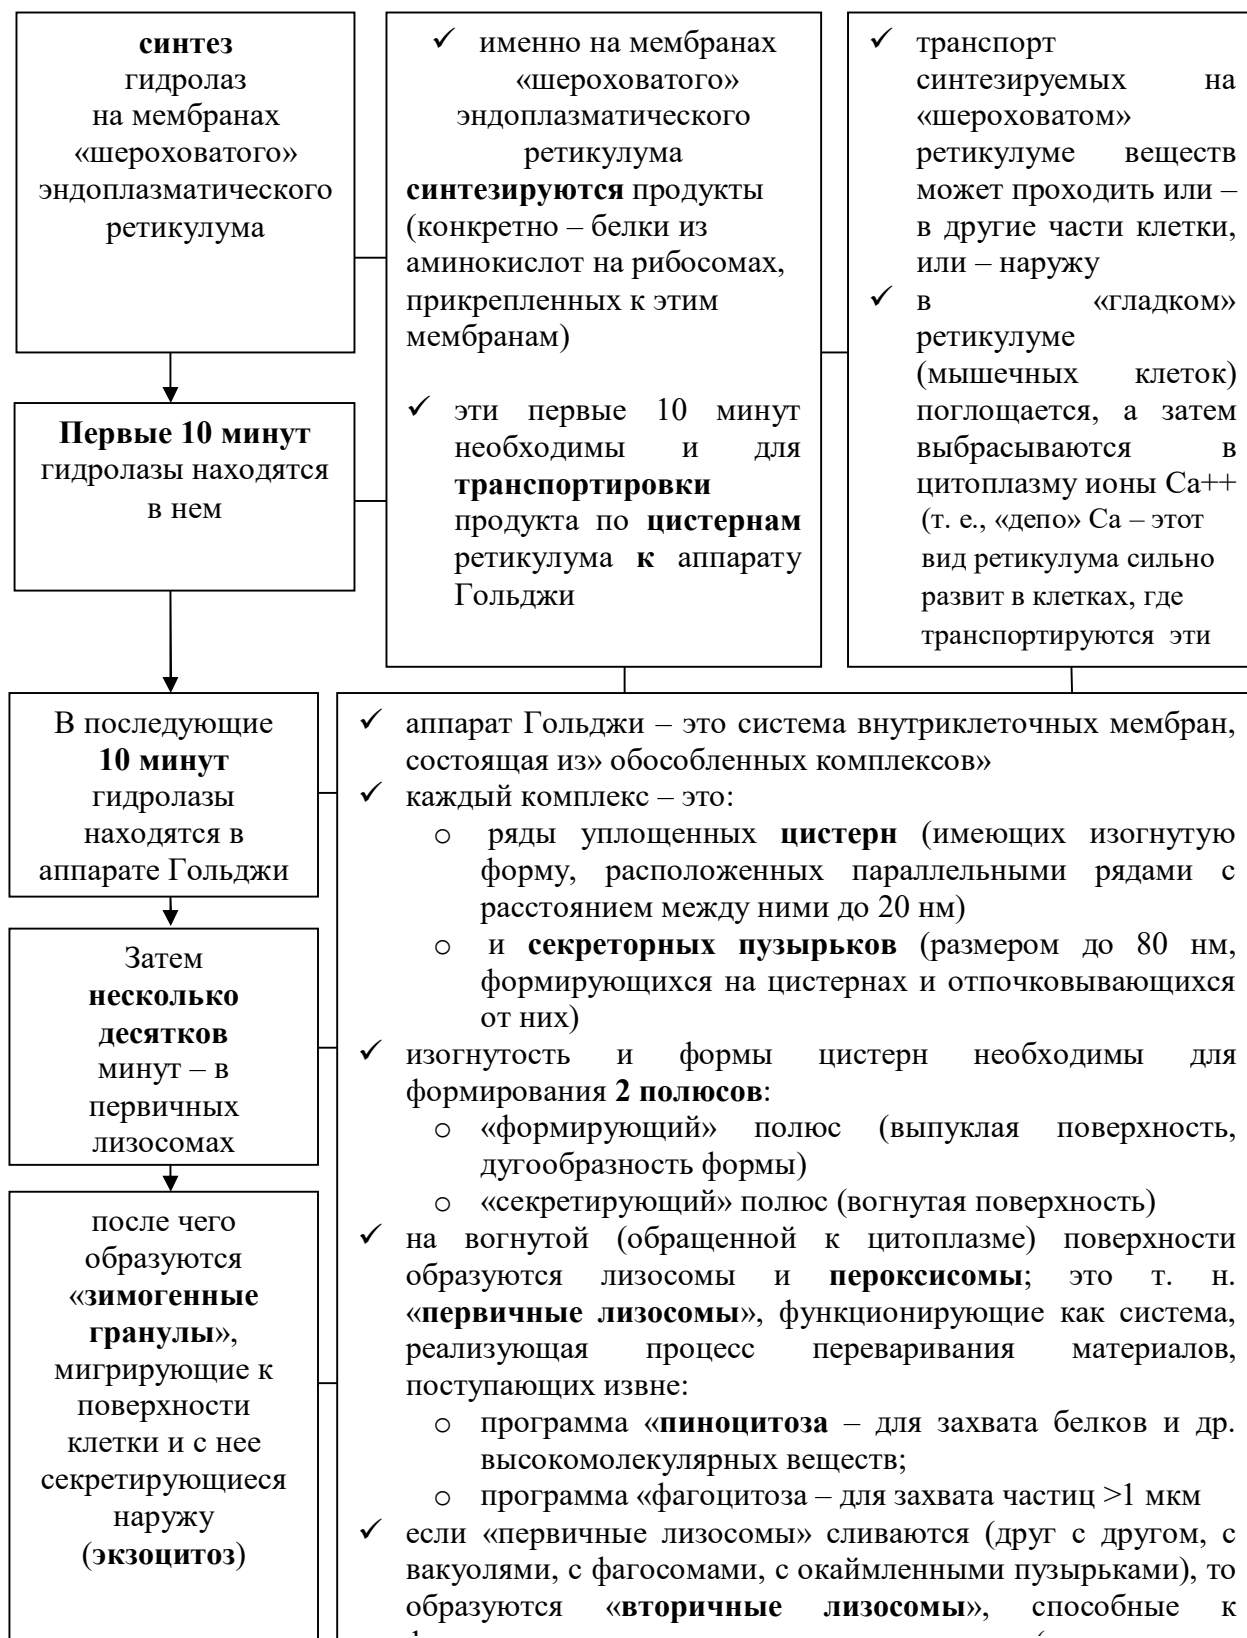 синтез
гидролаз
на мембранах
«шероховатого»
эндоплазматического
ретикулума
✓ именно на мембранах
«шероховатого»
эндоплазматического
ретикулума
синтезируются продукты
(конкретно – белки из
аминокислот на рибосомах,
прикрепленных к этим
мембранам)
✓ эти первые 10 минут
необходимы и для
транспортировки
продукта по цистернам
ретикулума к аппарату
Гольджи
✓ транспорт
синтезируемых на
«шероховатом»
ретикулуме веществ
может проходить или –
в другие части клетки,
или – наружу
✓ в «гладком»
ретикулуме
(мышечных клеток)
поглощается, а затем
выбрасываются в
цитоплазму ионы Са++
(т. е., «депо» Са – этот
вид ретикулума сильно
развит в клетках, где
транспортируются эти
Первые 10 минут
гидролазы находятся
в нем
В последующие
10 минут
гидролазы
находятся в
аппарате Гольджи
Затем
несколько
десятков
минут – в
первичных
лизосомах
после чего
образуются
«зимогенные
гранулы»,
мигрирующие к
поверхности
клетки и с нее
секретирующиеся
наружу
(экзоцитоз)
✓ аппарат Гольджи – это система внутриклеточных мембран,
состоящая из» обособленных комплексов»
✓ каждый комплекс – это:
o ряды уплощенных цистерн (имеющих изогнутую
форму, расположенных параллельными рядами с
расстоянием между ними до 20 нм)
o и секреторных пузырьков (размером до 80 нм,
формирующихся на цистернах и отпочковывающихся
от них)
✓ изогнутость и формы цистерн необходимы для
формирования 2 полюсов:
o «формирующий» полюс (выпуклая поверхность,
дугообразность формы)
o «секретирующий» полюс (вогнутая поверхность)
✓ на вогнутой (обращенной к цитоплазме) поверхности
образуются лизосомы и пероксисомы; это т. н.
«первичные лизосомы», функционирующие как система,
реализующая процесс переваривания материалов,
поступающих извне:
o программа «пиноцитоза – для захвата белков и др.
высокомолекулярных веществ;
o программа «фагоцитоза – для захвата частиц >1 мкм
✓ если «первичные лизосомы» сливаются (друг с другом, с
вакуолями, с фагосомами, с окаймленными пузырьками), то
образуются «вторичные лизосомы», способные к